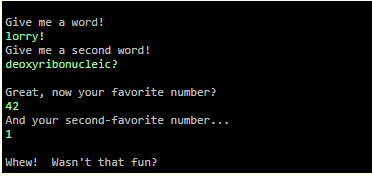 Give me a word!
lorry!
Give me a second word!
deoxyribonucleic?
Great, now your favorite number?
42
And your second-favorite number...
1
Whew!  Wasn't that fun?